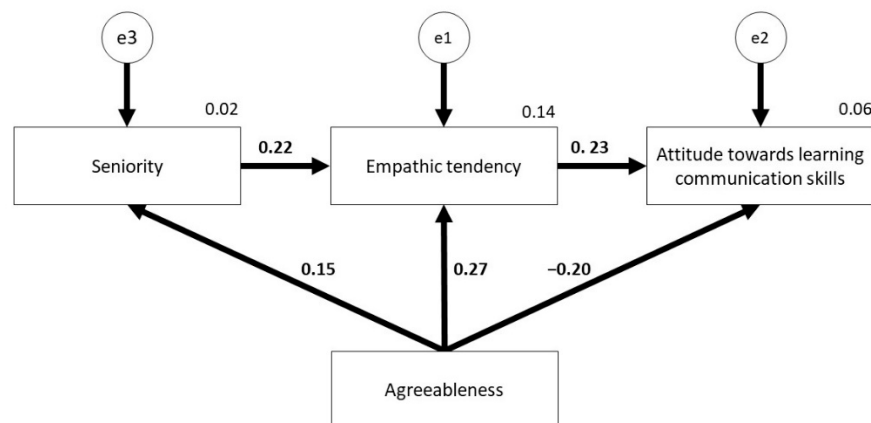 e3
e1
e2
0.02
0.14
0.06
Seniority
0.22
Empathic tendency
0. 23
Attitude towards learning
communication skills
0.15
0.27
–0.20
Agreeableness